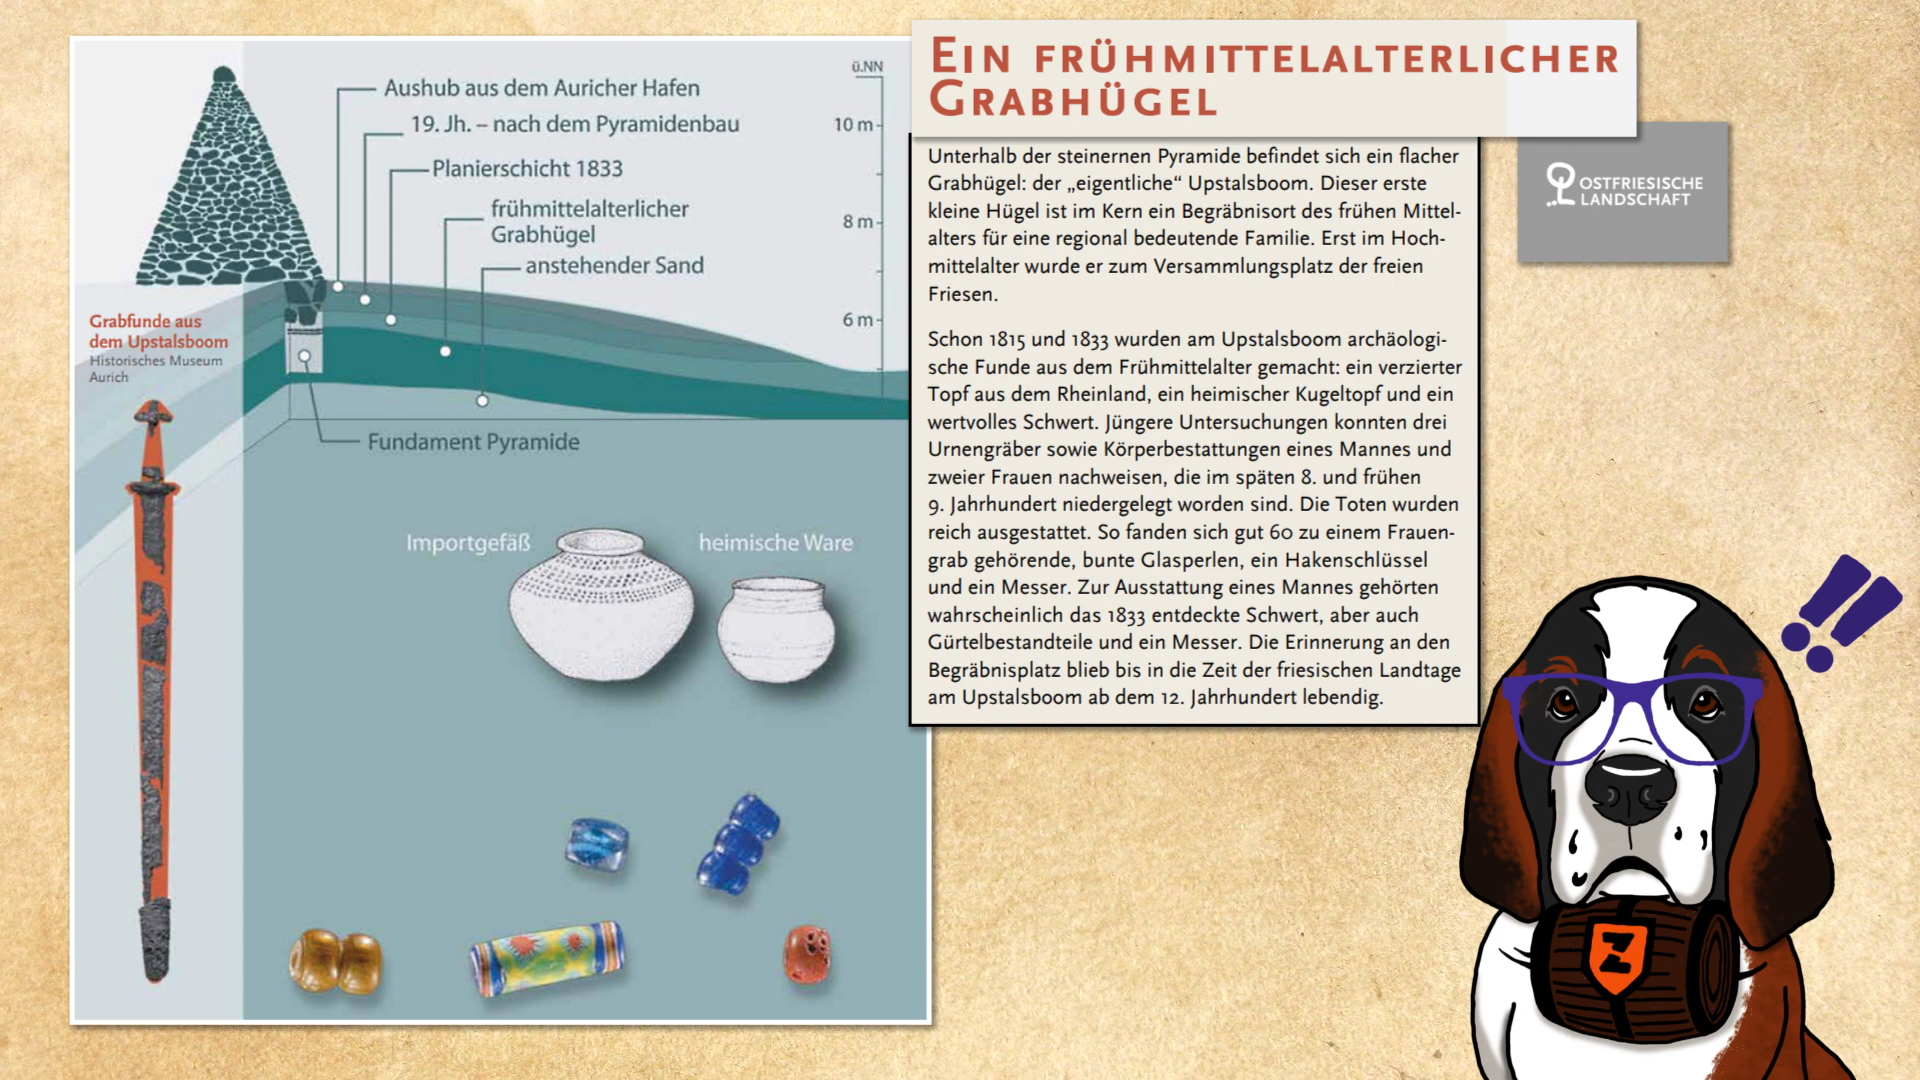 EIN FRÜHMITTELALTERLICHER
GRABHÜGEL
ü.NN
Aushub aus dem Auricher Hafen
19. Jh. – nach dem Pyramidenbau
10 m
Planierschicht 1833
frühmittelalterlicher
Grabhügel
8 m
anstehender Sand
6 m
Grabfunde aus
dem Upstalsboom
Historisches Museum
Aurich
Fundament Pyramide
Importgefäß
heimische Ware
Unterhalb der steinernen Pyramide befindet sich ein flacher
Grabhügel: der „eigentliche“ Upstalsboom. Dieser erste
kleine Hügel ist im Kern ein Begräbnisort des frühen Mittel-
alters für eine regional bedeutende Familie. Erst im Hoch-
mittelalter wurde er zum Versammlungsplatz der freien
Friesen.
Schon 1815 und 1833 wurden am Upstalsboom archäologi-
sche Funde aus dem Frühmittelalter gemacht: ein verzierter
Topf aus dem Rheinland, ein heimischer Kugeltopf und ein
wertvolles Schwert. Jüngere Untersuchungen konnten drei
Urnengräber sowie Körperbestattungen eines Mannes und
zweier Frauen nachweisen, die im späten 8. und frühen
9. Jahrhundert niedergelegt worden sind. Die Toten wurden
reich ausgestattet. So fanden sich gut 60 zu einem Frauen-
grab gehörende, bunte Glasperlen, ein Hakenschlüssel
und ein Messer. Zur Ausstattung eines Mannes gehörten
wahrscheinlich das 1833 entdeckte Schwert, aber auch
Gürtelbestandteile und ein Messer. Die Erinnerung an den
Begräbnisplatz blieb bis in die Zeit der friesischen Landtage
am Upstalsboom ab dem 12. Jahrhundert lebendig.
OSTFRIESISCHE
LANDSCHAFT
!!
Z